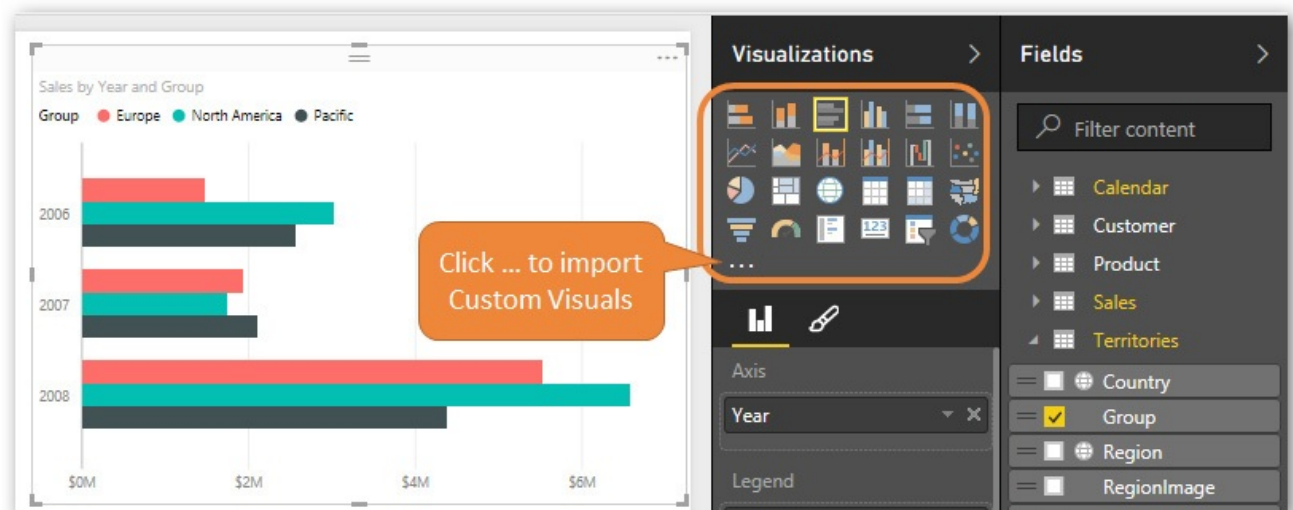 Sales by Year and Group
Group Europe North America Pacific
2006
2007
2008
$0M $2M $4M $6M
Click ... to import
Custom Visuals
Visualizations
123
...
Axis
Year
Legend
Fields
Filter content
Calendar
Customer
Product
Sales
Territories
Country
Group
Region
RegionImage